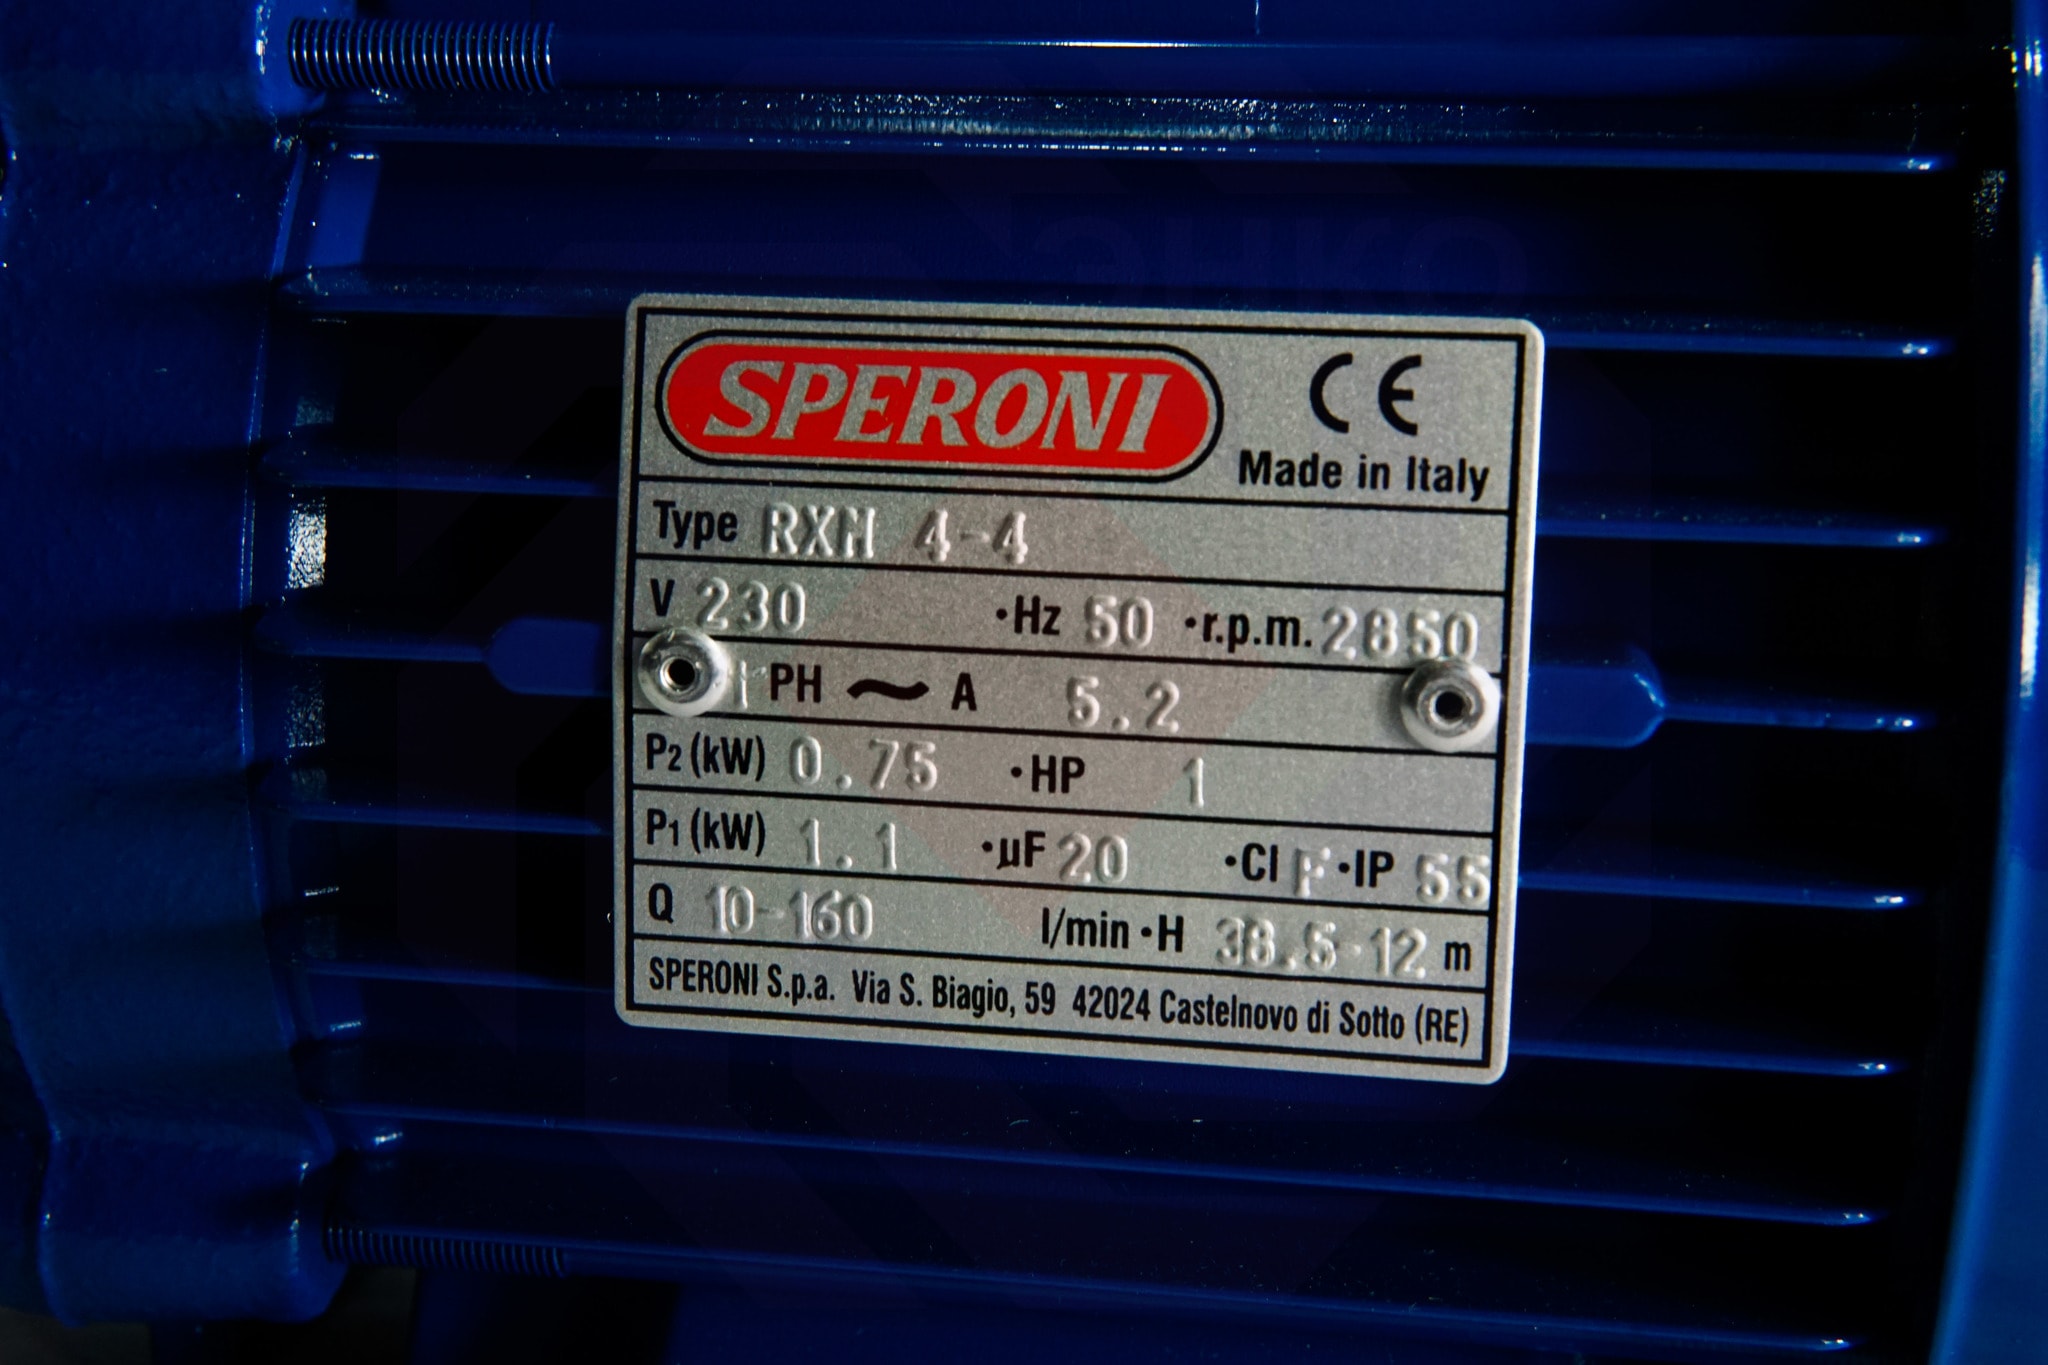 SPERONI
CE
Made in Italy
Type RXM 4-4
V 230 ·Hz 50 ·r.p.m. 2850
PH ~ A 5.2
P2 (kW) 0.75 ·HP 1
P1 (kW) 1.1 ·µF 20 ·Cl F ·IP 55
Q 10-160 l/min ·H 38.5-12 m
SPERONI S.p.a. Via S. Biagio, 59 42024 Castelnovo di Sotto (RE)